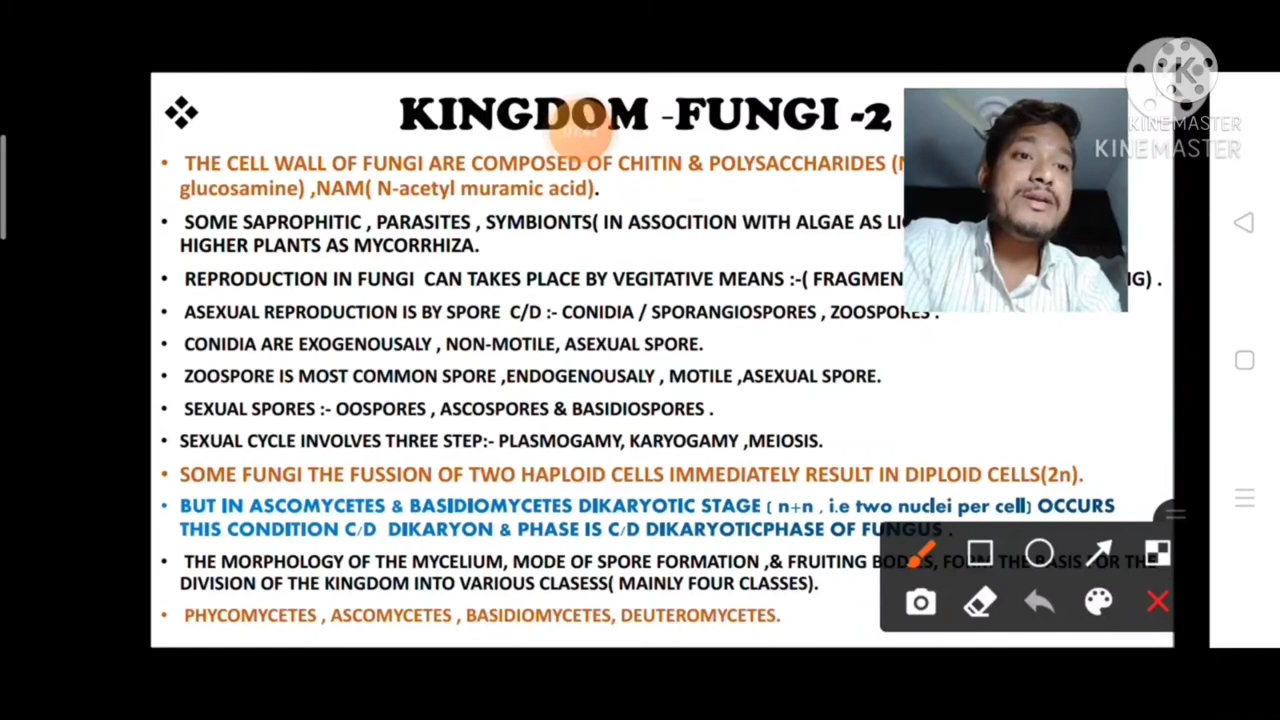 KINGDOM -FUNGI -2
KINEMASTER
KINEMASTER
THE CELL WALL OF FUNGI ARE COMPOSED OF CHITIN & POLYSACCHARIDES
glucosamine) ,NAM( N-acetyl muramic acid).
SOME SAPROPHITIC , PARASITES , SYMBIONTS( IN ASSOCITION WITH ALGAE AS
HIGHER PLANTS AS MYCORRHIZA.
REPRODUCTION IN FUNGI CAN TAKES PLACE BY VEGITATIVE MEANS :-(
ASEXUAL REPRODUCTION IS BY SPORE C/D :- CONIDIA / SPORANGIOSPORES , ZOOSPORES .
CONIDIA ARE EXOGENOUSALY , NON-MOTILE, ASEXUAL SPORE.
ZOOSPORE IS MOST COMMON SPORE ,ENDOGENOUSALY , MOTILE ,ASEXUAL SPORE.
SEXUAL SPORES :- OOSPORES , ASCOSPORES & BASIDIOSPORES .
SEXUAL CYCLE INVOLVES THREE STEP:- PLASMOGAMY, KARYOGAMY ,MEIOSIS.
SOME FUNGI THE FUSSION OF TWO HAPLOID CELLS IMMEDIATELY RESULT IN DIPLOID CELLS(2n).
BUT IN ASCOMYCETES & BASIDIOMYCETES DIKARYOTIC STAGE ( n+n , i.e two nuclei per cell) OCCURS
THIS CONDITION C/D DIKARYON & PHASE IS C/D DIKARYOTICPHASE OF FUNGUS .
THE MORPHOLOGY OF THE MYCELIUM, MODE OF SPORE FORMATION ,& FRUITING BODIES, FORM THE BASIS FOR THE
DIVISION OF THE KINGDOM INTO VARIOUS CLASESS( MAINLY FOUR CLASSES).
PHYCOMYCETES , ASCOMYCETES , BASIDIOMYCETES, DEUTEROMYCETES.